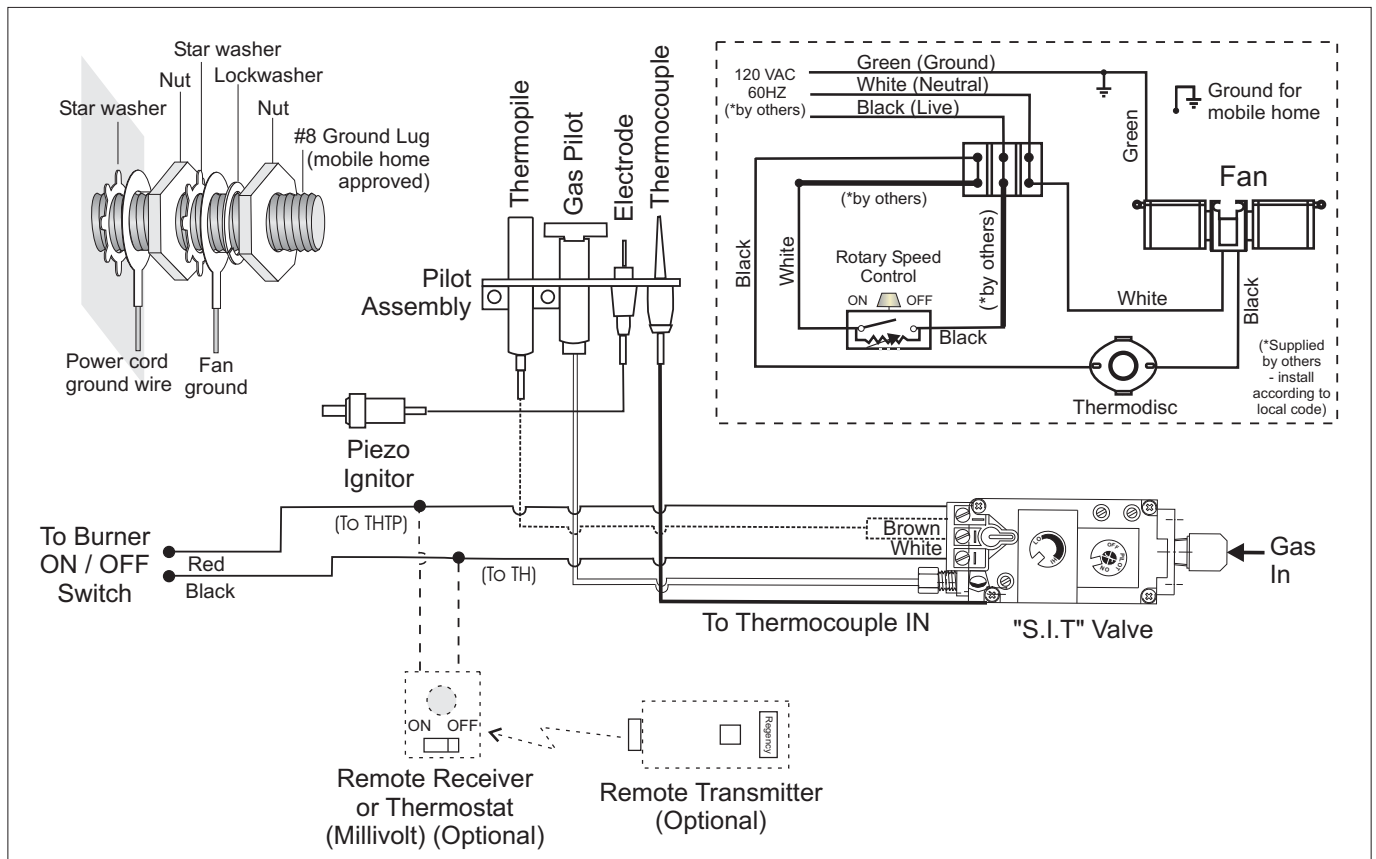 Star washer
Nut
Lockwasher
Star washer
Nut
#8 Ground Lug
(mobile home
approved)
Power cord
ground wire
Fan
ground
Thermopile
Gas Pilot
Electrode
Thermocouple
Pilot
Assembly
Piezo
Ignitor
120 VAC
60HZ
(*by others)
Green (Ground)
White (Neutral)
Black (Live)
Ground for
mobile home
Green
Fan
(*by others)
(*by others)
Black
White
Rotary Speed
Control
ON OFF
Black
White
Black
Thermodisc
(*Supplied
by others
- install
according to
local code)
To Burner
ON / OFF
Switch
Red
Black
(To THTP)
(To TH)
Brown
White
LO
HI
OFF
PILOT
ON
Gas
In
To Thermocouple IN
"S.I.T" Valve
ON OFF
Regency
Remote Receiver
or Thermostat
(Millivolt) (Optional)
Remote Transmitter
(Optional)